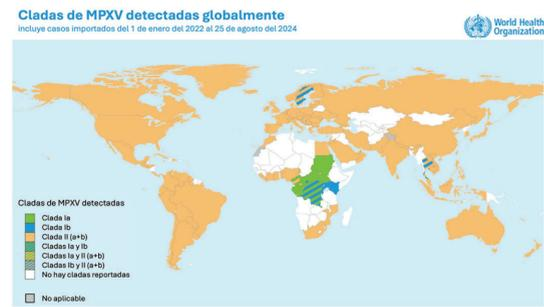 Cladas de MPXV detectadas globalmente
incluye casos importados del 1 de enero del 2022 al 25 de agosto del 2024
World Health
Organization
Cladas de MPXV detectadas
Clada Ia
Clada Ib
Clada II (a+b)
Cladas Ia y Ib
Cladas Ia y II (a+b)
Cladas Ib y II (a+b)
No hay cladas reportadas
No aplicable